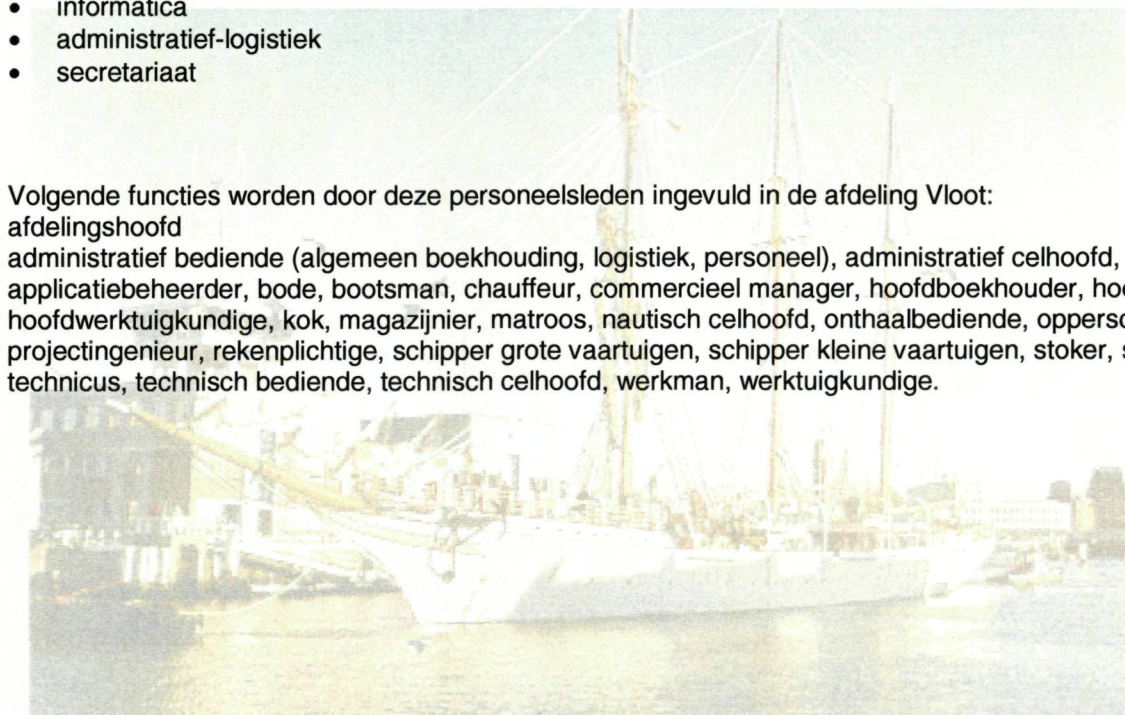 • informatica
• administratief-logistiek
• secretariaat
Volgende functies worden door deze personeelsleden ingevuld in de afdeling Vloot:
afdelingshoofd
administratief bediende (algemeen boekhouding, logistiek, personeel), administratief celhoofd,
applicatiebeheerder, bode, bootsman, chauffeur, commercieel manager, hoofdboekhouder,
hoofdwerktuigkundige, kok, magazijnier, matroos, nautisch celhoofd, onthaalbediende,
projectingenieur, rekenplichtige, schipper grote vaartuigen, schipper kleine vaartuigen, stoker,
technicus, technisch bediende, technisch celhoofd, werkman, werktuigkundige.